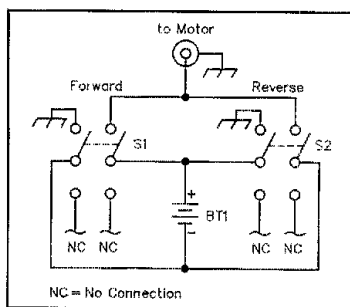 to Motor
Forward
Reverse
S1
S2
+
BT1
−
NC
NC
NC
NC
NC = No Connection